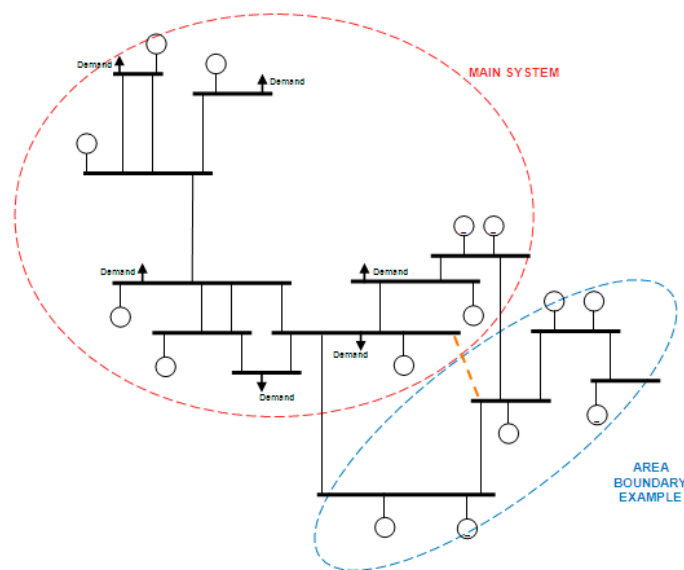 Demand
MAIN SYSTEM
Demand
Demand
Demand
Demand
Demand
AREA
BOUNDARY
EXAMPLE